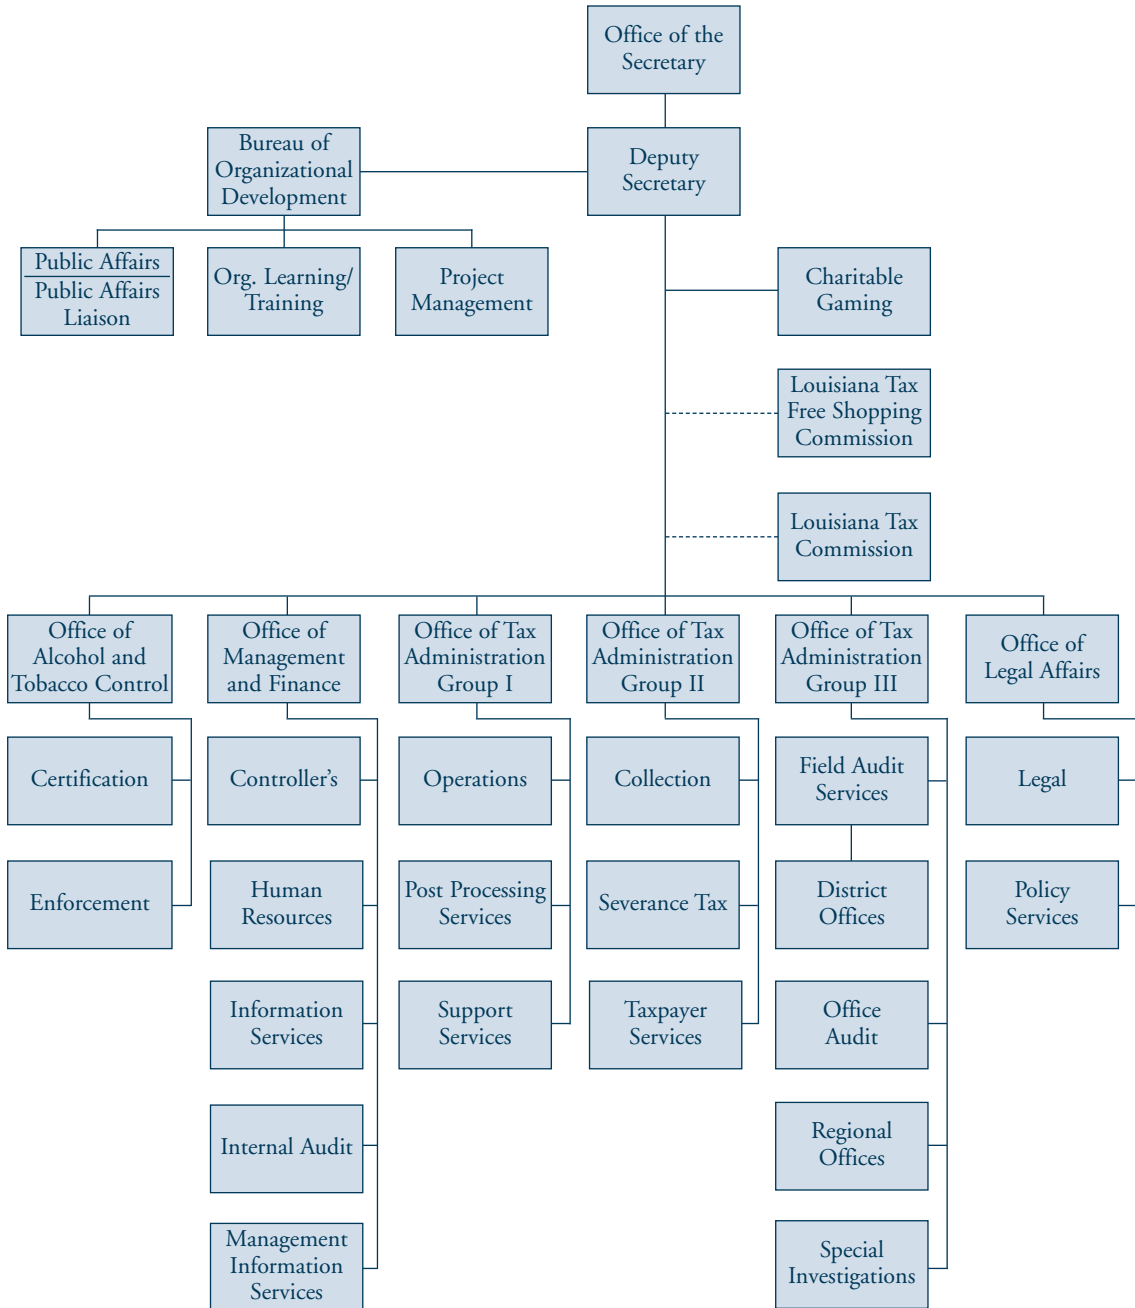 Office of the
Secretary
Bureau of
Organizational
Development
Deputy
Secretary
Public Affairs
Public Affairs
Liaison
Org. Learning/
Training
Project
Management
Charitable
Gaming
Louisiana Tax
Free Shopping
Commission
Louisiana Tax
Commission
Office of
Alcohol and
Tobacco Control
Office of
Management
and Finance
Office of Tax
Administration
Group I
Office of Tax
Administration
Group II
Office of Tax
Administration
Group III
Office of
Legal Affairs
Certification
Controller’s
Operations
Collection
Field Audit
Services
Legal
Enforcement
Human
Resources
Post Processing
Services
Severance Tax
District
Offices
Policy
Services
Information
Services
Support
Services
Taxpayer
Services
Office
Audit
Internal Audit
Regional
Offices
Management
Information
Services
Special
Investigations